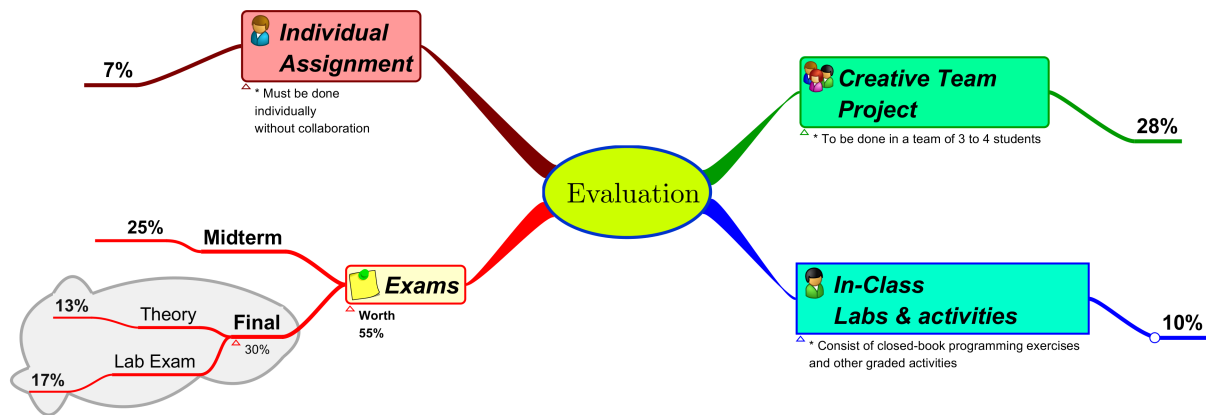 Individual
Assignment
7%
* Must be done
individually
without collaboration
Creative Team
Project
* To be done in a team of 3 to 4 students
28%
Evaluation
25%
Midterm
Exams
Worth
55%
13%
Theory
Final
30%
Lab Exam
17%
In-Class
Labs & activities
* Consist of closed-book programming exercises
and other graded activities
10%